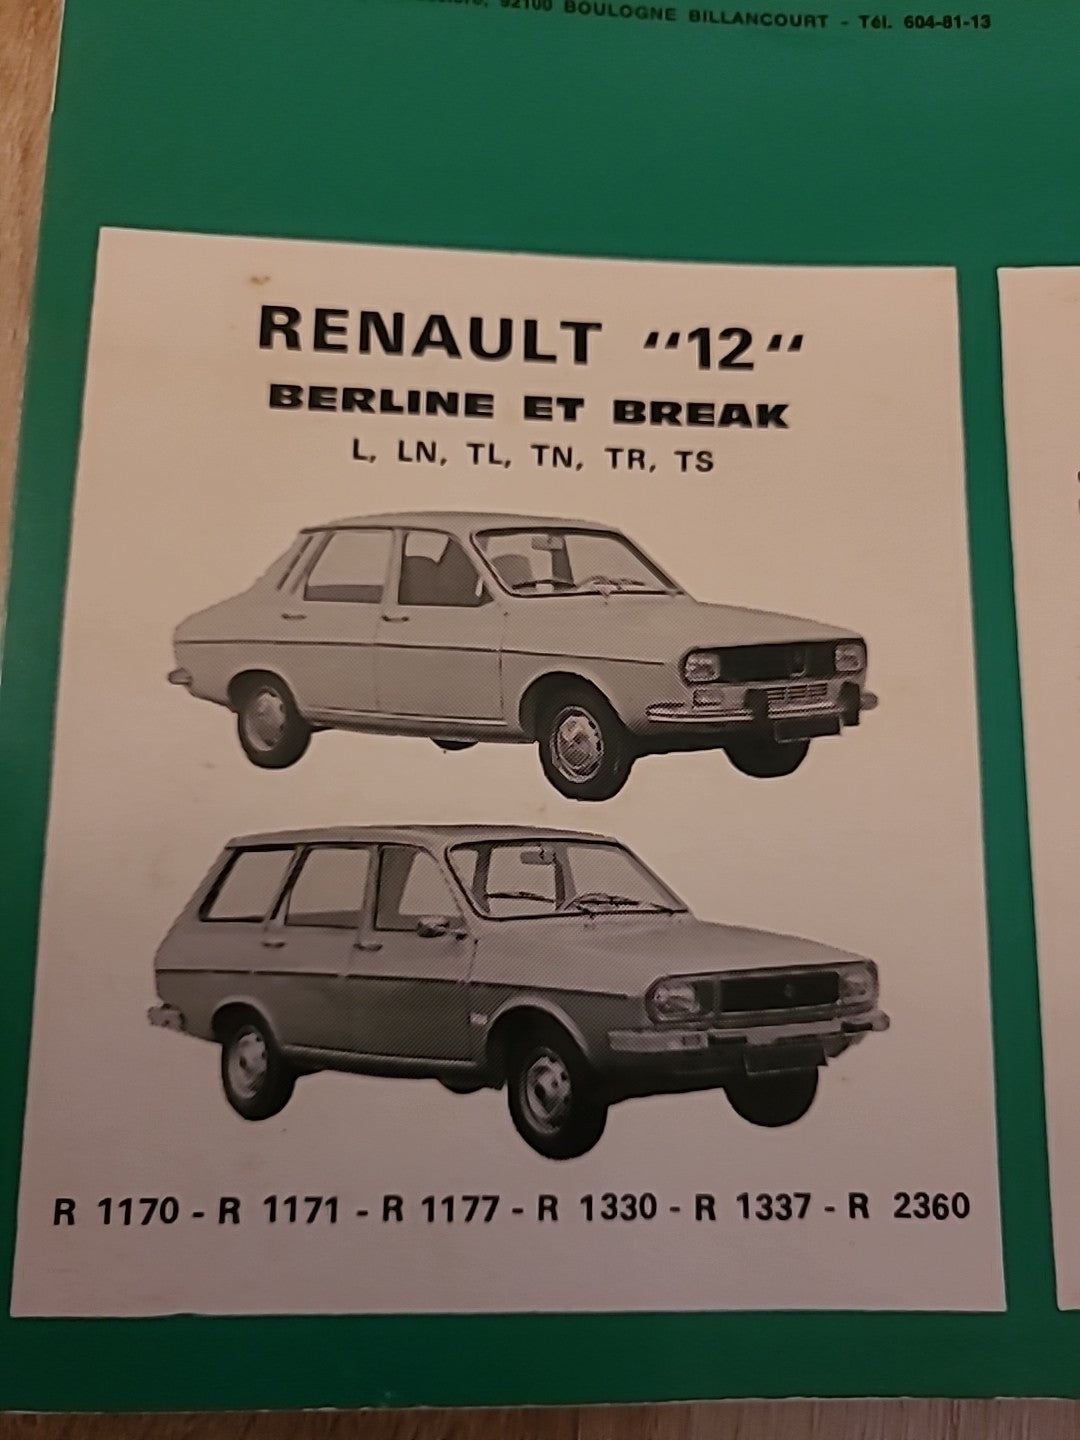 92100 BOULOGNE BILLANCOURT - Tél. 604-81-13
RENAULT "12"
BERLINE ET BREAK
L, LN, TL, TN, TR, TS
R 1170 - R 1171 - R 1177 - R 1330 - R 1337 - R 2360